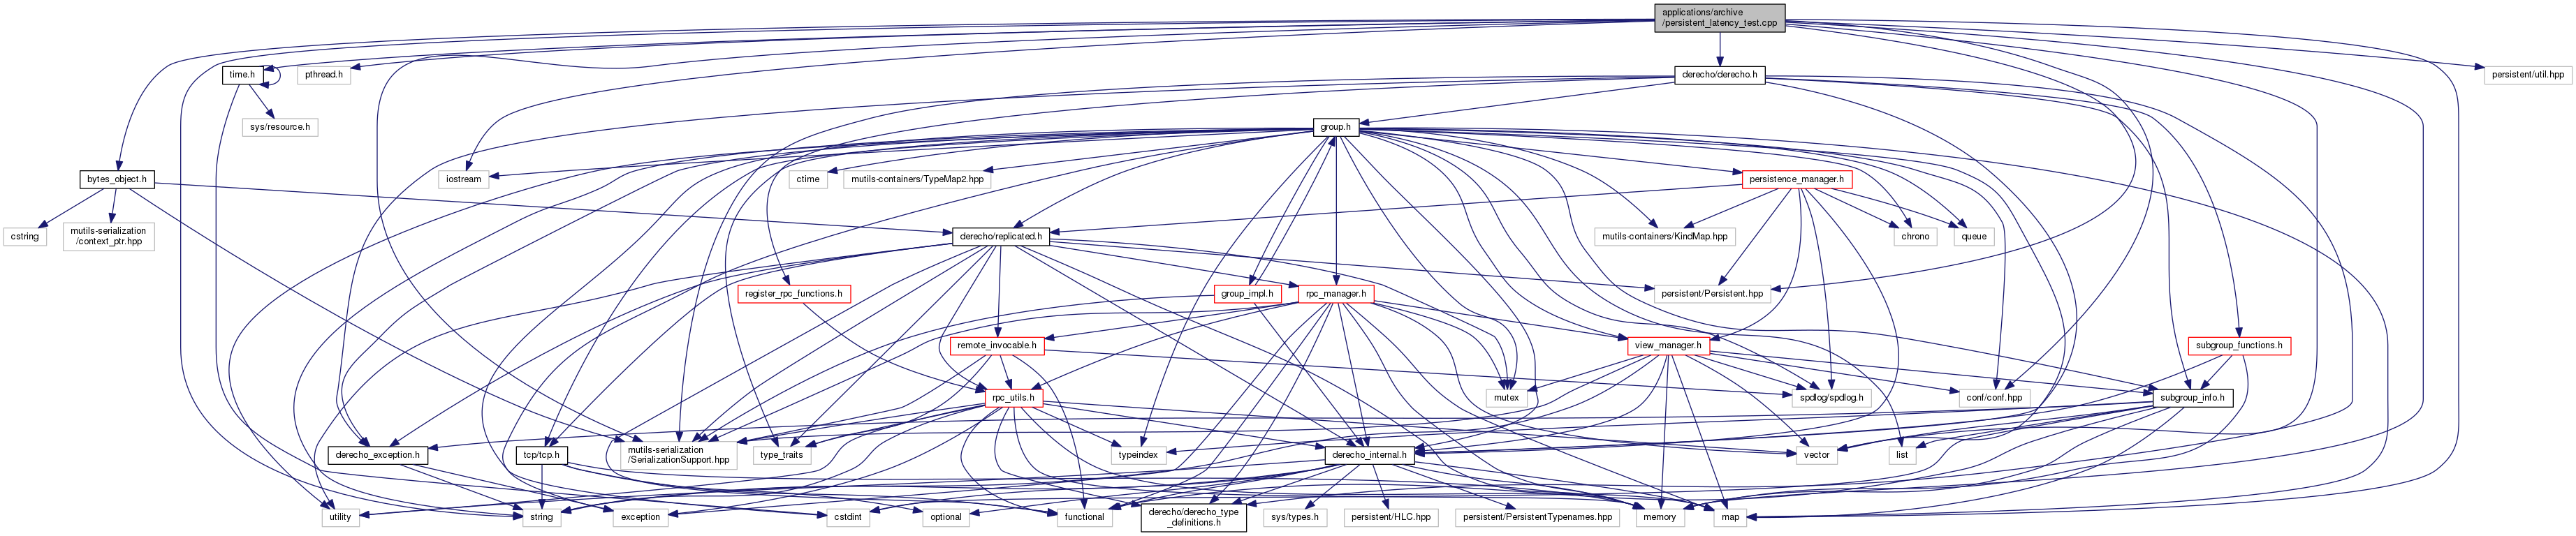 applications/archive
/persistent_latency_test.cpp
time.h
pthread.h
derecho/derecho.h
persistent/util.hpp
sys/resource.h
group.h
bytes_object.h
iostream
ctime
mutils-containers/TypeMap2.hpp
persistence_manager.h
cstring
mutils-serialization
/context_ptr.hpp
derecho/replicated.h
mutils-containers/KindMap.hpp
chrono
queue
register_rpc_functions.h
group_impl.h
rpc_manager.h
persistent/Persistent.hpp
remote_invocable.h
view_manager.h
subgroup_functions.h
rpc_utils.h
mutex
spdlog/spdlog.h
conf/conf.hpp
subgroup_info.h
derecho_exception.h
tcp/tcp.h
mutils-serialization
/SerializationSupport.hpp
type_traits
typeindex
derecho_internal.h
vector
list
utility
string
exception
cstdint
optional
functional
derecho/derecho_type
_definitions.h
sys/types.h
persistent/HLC.hpp
persistent/PersistentTypenames.hpp
memory
map